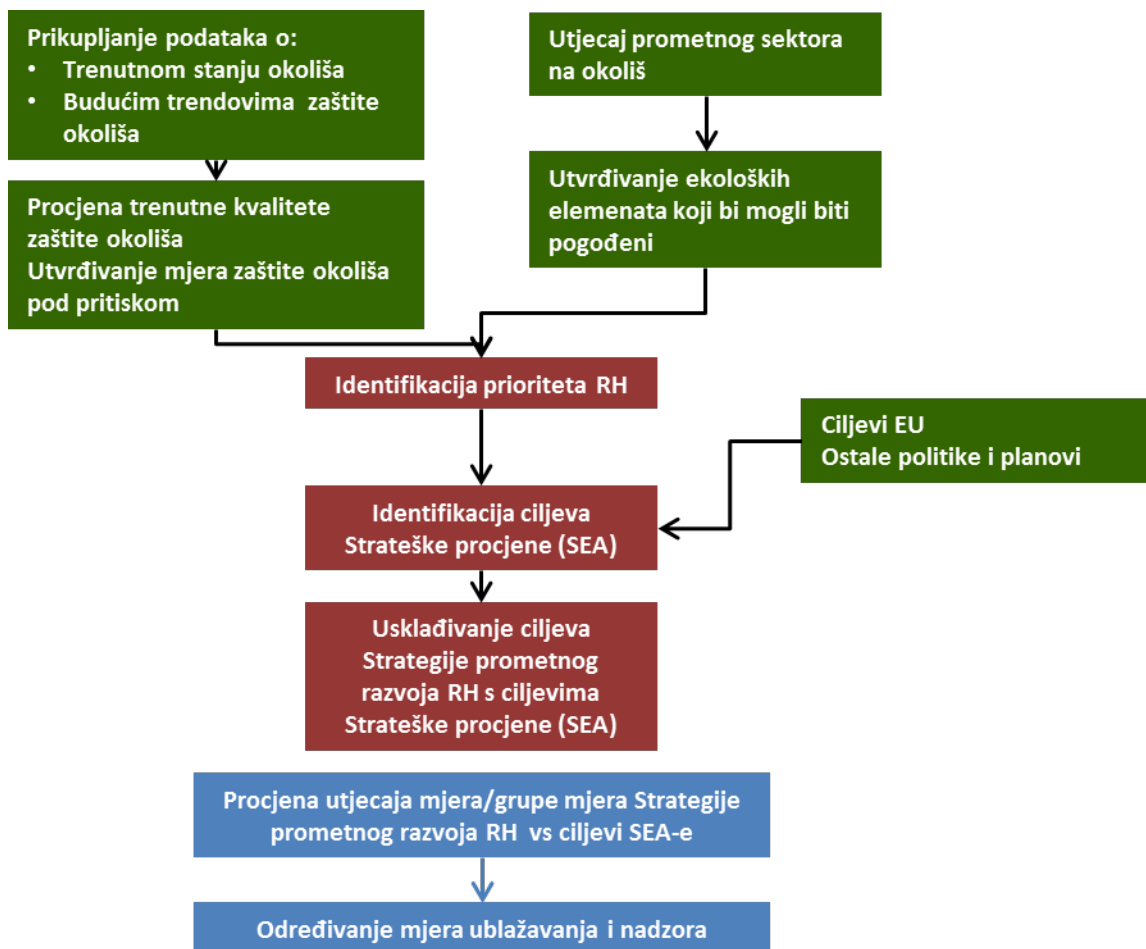 Prikupljanje podataka o:
• Trenutnom stanju okoliša
• Budućim trendovima zaštite
okoliša
Utjecaj prometnog sektora
na okoliš
Procjena trenutne kvalitete
zaštite okoliša
Utvrđivanje mjera zaštite okoliša
pod pritiskom
Utvrđivanje ekoloških
elemenata koji bi mogli biti
pogođeni
Identifikacija prioriteta RH
Ciljevi EU
Ostale politike i planovi
Identifikacija ciljeva
Strateške procjene (SEA)
Usklađivanje ciljeva
Strategije prometnog
razvoja RH s ciljevima
Strateške procjene (SEA)
Procjena utjecaja mjera/grupe mjera Strategije
prometnog razvoja RH vs ciljevi SEA-e
Određivanje mjera ublažavanja i nadzora